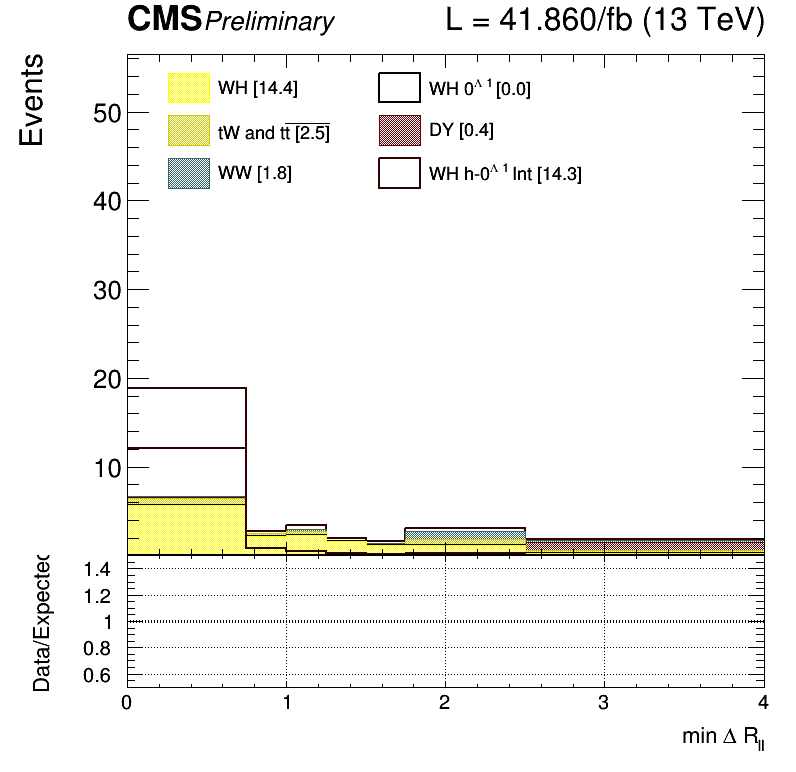 CMS Preliminary L = 41.860/fb (13 TeV)
Events
WH [14.4] WH 0^Λ 1 [0.0]
tW and tt [2.5] DY [0.4]
WW [1.8] WH h-0^Λ 1 Int [14.3]
50
40
30
20
10
Data/Expected
1.4
1.2
1
0.8
0.6
0 1 2 3 4
min Δ R_ll